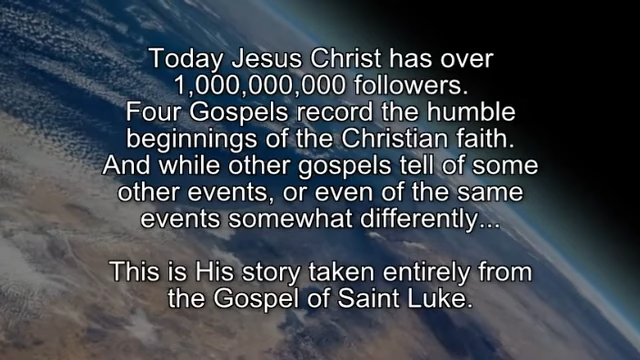 Today Jesus Christ has over
1,000,000,000 followers.
Four Gospels record the humble
beginnings of the Christian faith.
And while other gospels tell of some
other events, or even of the same
events somewhat differently...
This is His story taken entirely from
the Gospel of Saint Luke.